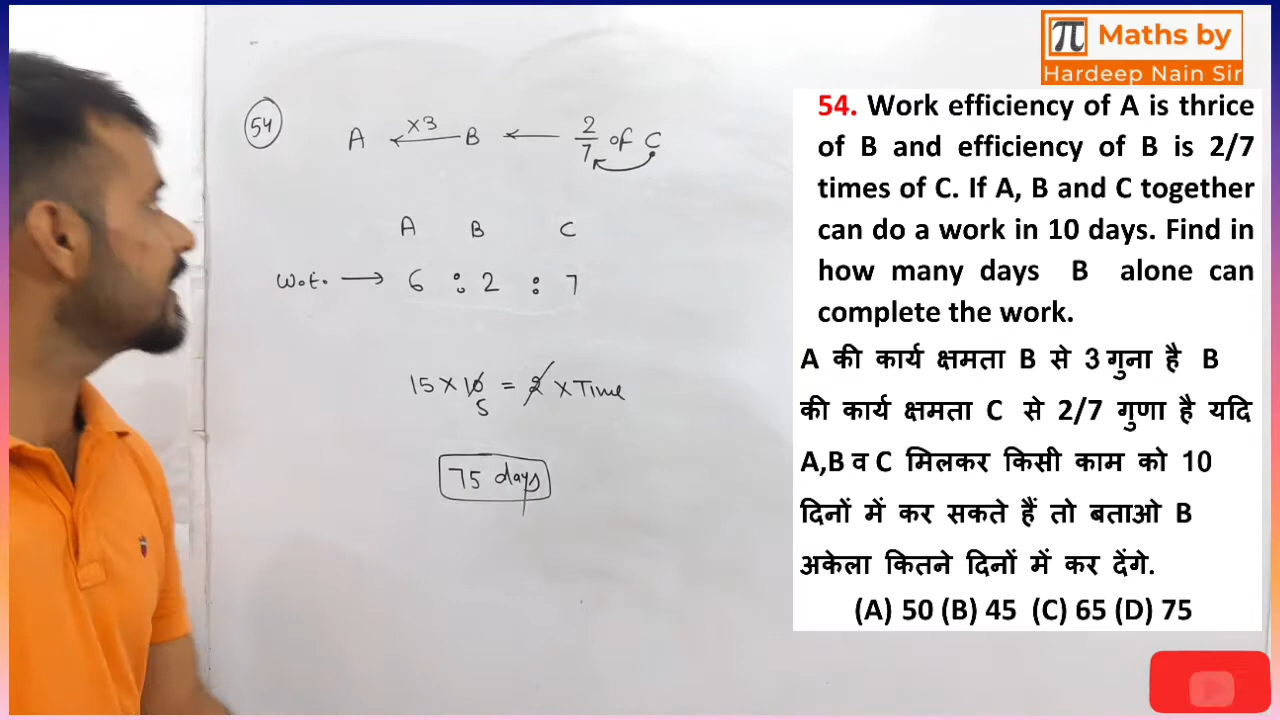 π Maths by
Hardeep Nain Sir
54
A ×3 B 2/7 of C
A B C
W.t. → 6 : 2 : 7
15 × 10 = 2 × Time
5
75 days
54. Work efficiency of A is thrice
of B and efficiency of B is 2/7
times of C. If A, B and C together
can do a work in 10 days. Find in
how many days B alone can
complete the work.
A की कार्य क्षमता B से 3 गुना है B
की कार्य क्षमता C से 2/7 गुणा है यदि
A,B व C मिलकर किसी काम को 10
दिनों में कर सकते हैं तो बताओ B
अकेला कितने दिनों में कर देंगे.
(A) 50 (B) 45 (C) 65 (D) 75